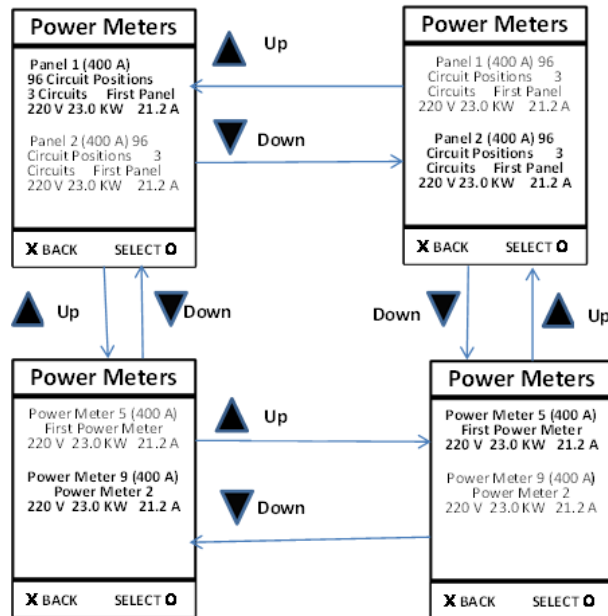 Power Meters
Panel 1 (400 A)
96 Circuit Positions
3 Circuits First Panel
220 V 23.0 KW 21.2 A
Panel 2 (400 A) 96
Circuit Positions 3
Circuits First Panel
220 V 23.0 KW 21.2 A
X BACK SELECT O
Up
Down
Power Meters
Panel 1 (400 A) 96
Circuit Positions 3
Circuits First Panel
220 V 23.0 KW 21.2 A
Panel 2 (400 A) 96
Circuit Positions 3
Circuits First Panel
220 V 23.0 KW 21.2 A
X BACK SELECT O
Up
Down
Down
Up
Power Meters
Power Meter 5 (400 A)
First Power Meter
220 V 23.0 KW 21.2 A
Power Meter 9 (400 A)
Power Meter 2
220 V 23.0 KW 21.2 A
X BACK SELECT O
Up
Down
Power Meters
Power Meter 5 (400 A)
First Power Meter
220 V 23.0 KW 21.2 A
Power Meter 9 (400 A)
Power Meter 2
220 V 23.0 KW 21.2 A
X BACK SELECT O